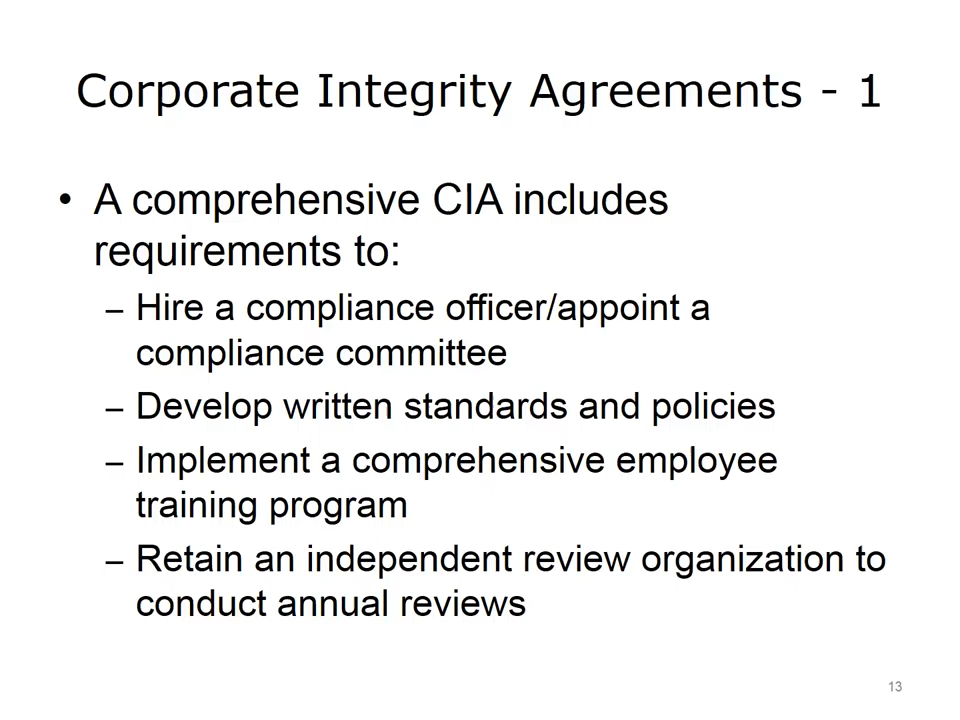 Corporate Integrity Agreements - 1
• A comprehensive CIA includes
requirements to:
– Hire a compliance officer/appoint a
compliance committee
– Develop written standards and policies
– Implement a comprehensive employee
training program
– Retain an independent review organization to
conduct annual reviews
13